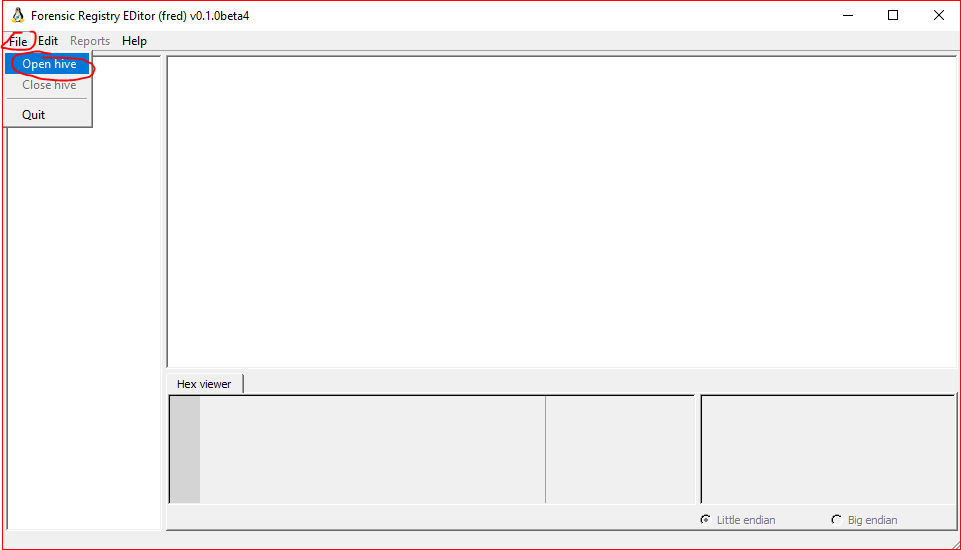 Forensic Registry EDitor (fred) v0.1.0beta4
File Edit Reports Help
Open hive
Close hive
Quit
Hex viewer
Little endian Big endian